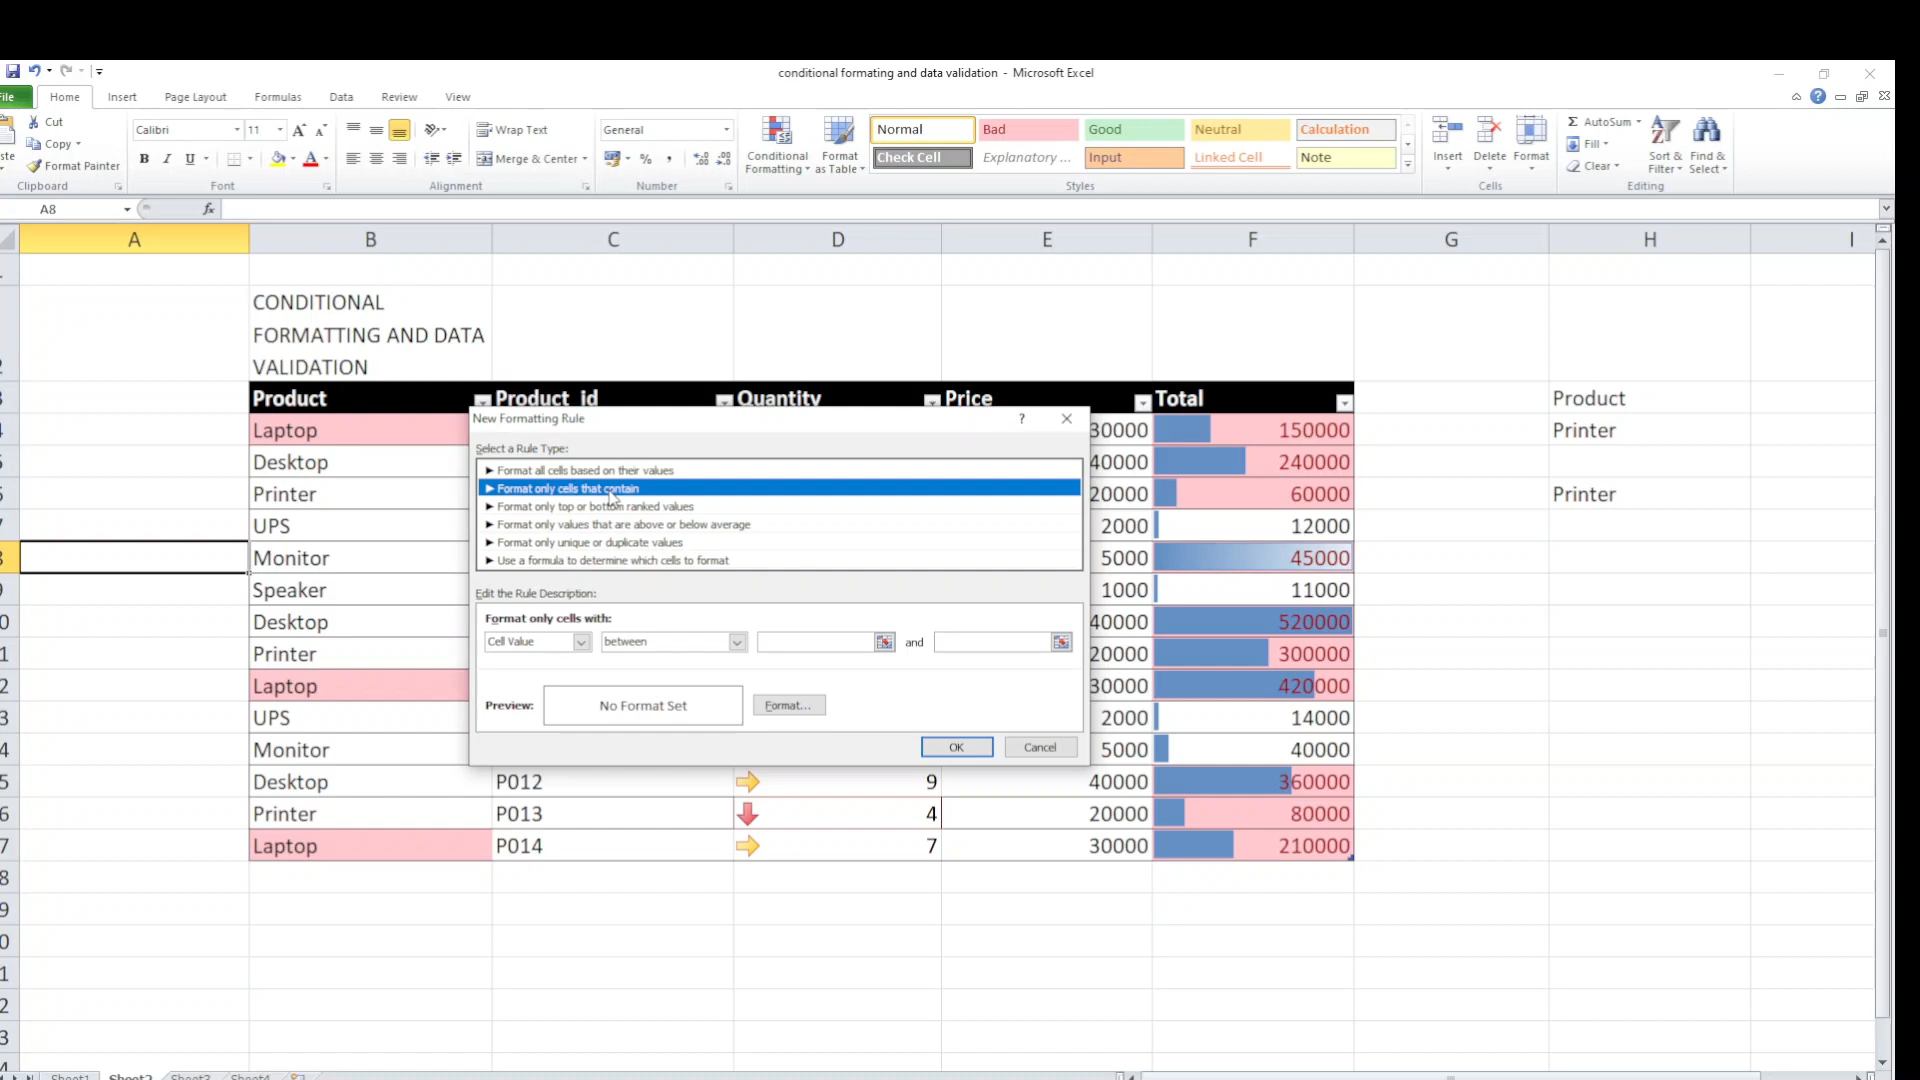 conditional formating and data validation - Microsoft Excel
File Home Insert Page Layout Formulas Data Review View
Cut
Copy
Format Painter
Clipboard
Calibri 11
B I U
Font
Wrap Text
Merge & Center
Alignment
General
%
Number
Conditional Formatting
Format as Table
Normal Bad Good Neutral Calculation
Check Cell Explanatory ... Input Linked Cell Note
Styles
Insert Delete Format
Cells
Σ AutoSum
Fill
Clear
Sort & Filter
Find & Select
Editing
A8 fx
A B C D E F G H I
CONDITIONAL
FORMATTING AND DATA
VALIDATION
Product Product_id Quantity Price Total Product
Laptop 30000 150000 Printer
Desktop 40000 240000
Printer 20000 60000 Printer
UPS 2000 12000
Monitor 5000 45000
Speaker 1000 11000
Desktop 40000 520000
Printer 20000 300000
Laptop 30000 420000
UPS 2000 14000
Monitor 5000 40000
Desktop P012 9 40000 360000
Printer P013 4 20000 80000
Laptop P014 7 30000 210000
New Formatting Rule ?
Select a Rule Type:
► Format all cells based on their values
► Format only cells that contain
► Format only top or bottom ranked values
► Format only values that are above or below average
► Format only unique or duplicate values
► Use a formula to determine which cells to format
Edit the Rule Description:
Format only cells with:
Cell Value between and
Preview: No Format Set Format...
OK Cancel
Sheet1 Sheet2 Sheet3 Sheet4